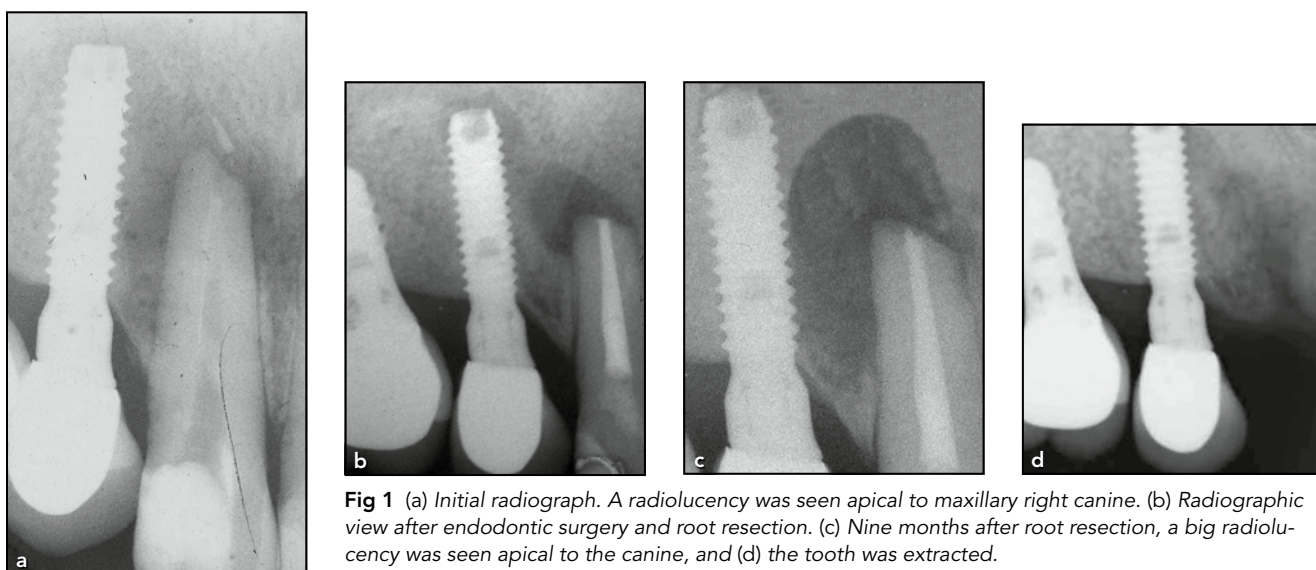 a
b
c
d
Fig 1 (a) Initial radiograph. A radiolucency was seen apical to maxillary right canine. (b) Radiographic
view after endodontic surgery and root resection. (c) Nine months after root resection, a big radiolu-
cency was seen apical to the canine, and (d) the tooth was extracted.